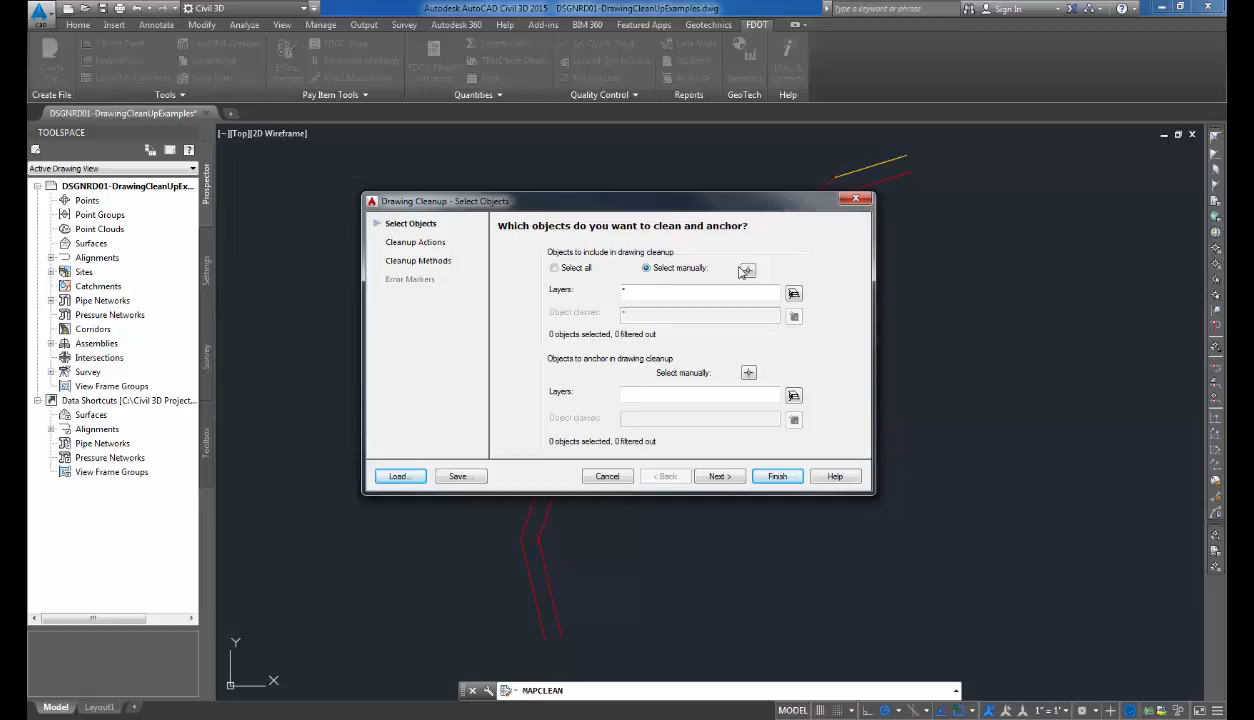 Civil 3D
Autodesk AutoCAD Civil 3D 2015 DSGNRD01-DrawingCleanUpExamples.dwg
Type a keyword or phrase
Sign In
C3D
Home Insert Annotate Modify Analyze View Manage Output Survey Autodesk 360 Help Add-ins BIM 360 Featured Apps Geotechnics FDOT
Create File Tools Pay Item Tools Quantities Quality Control Reports GeoTech Help
DSGNRD01-DrawingCleanUpExamples*
TOOLSPACE
[−][Top][2D Wireframe]
Active Drawing View
DSGNRD01-DrawingCleanUpEx...
Points
Point Groups
Point Clouds
Surfaces
Alignments
Sites
Catchments
Pipe Networks
Pressure Networks
Corridors
Assemblies
Intersections
Survey
View Frame Groups
Data Shortcuts [C:\Civil 3D Project...
Surfaces
Alignments
Pipe Networks
Pressure Networks
View Frame Groups
Prospector
Settings
Survey
Toolbox
Drawing Cleanup - Select Objects
Select Objects
Cleanup Actions
Cleanup Methods
Error Markers
Which objects do you want to clean and anchor?
Objects to include in drawing cleanup
Select all Select manually:
Layers: *
Object classes: *
0 objects selected, 0 filtered out
Objects to anchor in drawing cleanup
Select manually:
Layers:
Object classes:
0 objects selected, 0 filtered out
Load... Save... Cancel < Back Next > Finish Help
Y
X
MAPCLEAN
Model Layout1
MODEL 1" = 1'